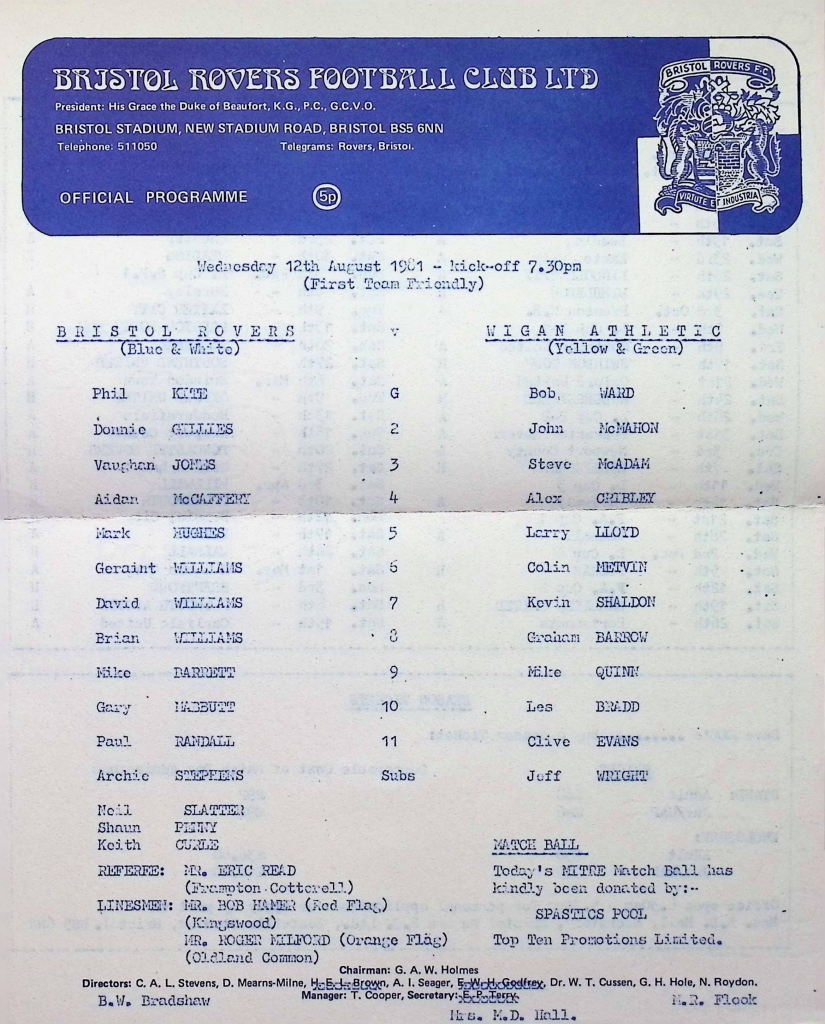 BRISTOL ROVERS FOOTBALL CLUB LTD
President: His Grace the Duke of Beaufort, K.G., P.C., G.C.V.O.
BRISTOL STADIUM, NEW STADIUM ROAD, BRISTOL BS5 6NN
Telephone: 511050 Telegrams: Rovers, Bristol.
OFFICIAL PROGRAMME 5p
BRISTOL ROVERS F.C.
VIRTUTE ET INDUSTRIA
Wednesday 12th August 1981 - kick-off 7.30pm
(First Team Friendly)
BRISTOL ROVERS v WIGAN ATHLETIC
(Blue & White) (Yellow & Green)
Phil KITE G Bob. WARD
Donnie GILLIES 2 John McMAHON
Vaughan JONES 3 Steve McADAM
Aidan McCAFFERY 4 Alex CRIBLEY
Mark HUGHES 5 Larry LLOYD
Geraint WILLIAMS 6 Colin METVIN
David WILLIAMS 7 Kevin SHALDON
Brian WILLIAMS 8 Graham BARROW
Mike BARRETT 9 Mike QUINN
Gary MABBUTT 10 Les BRADD
Paul RANDALL 11 Clive EVANS
Archie STEPHENS Subs Jeff WRIGHT
Neil SLATTER
Shaun PENNY
Keith CURLE MATCH BALL
REFEREE: MR. ERIC READ Today's MITRE Match Ball has
(Frampton Cotterell) kindly been donated by:--
LINESMEN: MR. BOB HAMER (Red Flag)
(Kingswood) SPASTICS POOL
MR. ROGER MILFORD (Orange Flag) Top Ten Promotions Limited.
(Oldland Common)
Chairman: G. A. W. Holmes
Directors: C. A. L. Stevens, D. Mearns-Milne, H. E. L. Brown, A. I. Seager, E. W. H. Godfrey, Dr. W. T. Cussen, G. H. Hole, N. Roydon.
B.W. Bradshaw Manager: T. Cooper, Secretary: E. P. Terry M.R. Flook
Mrs. M.D. Hall.